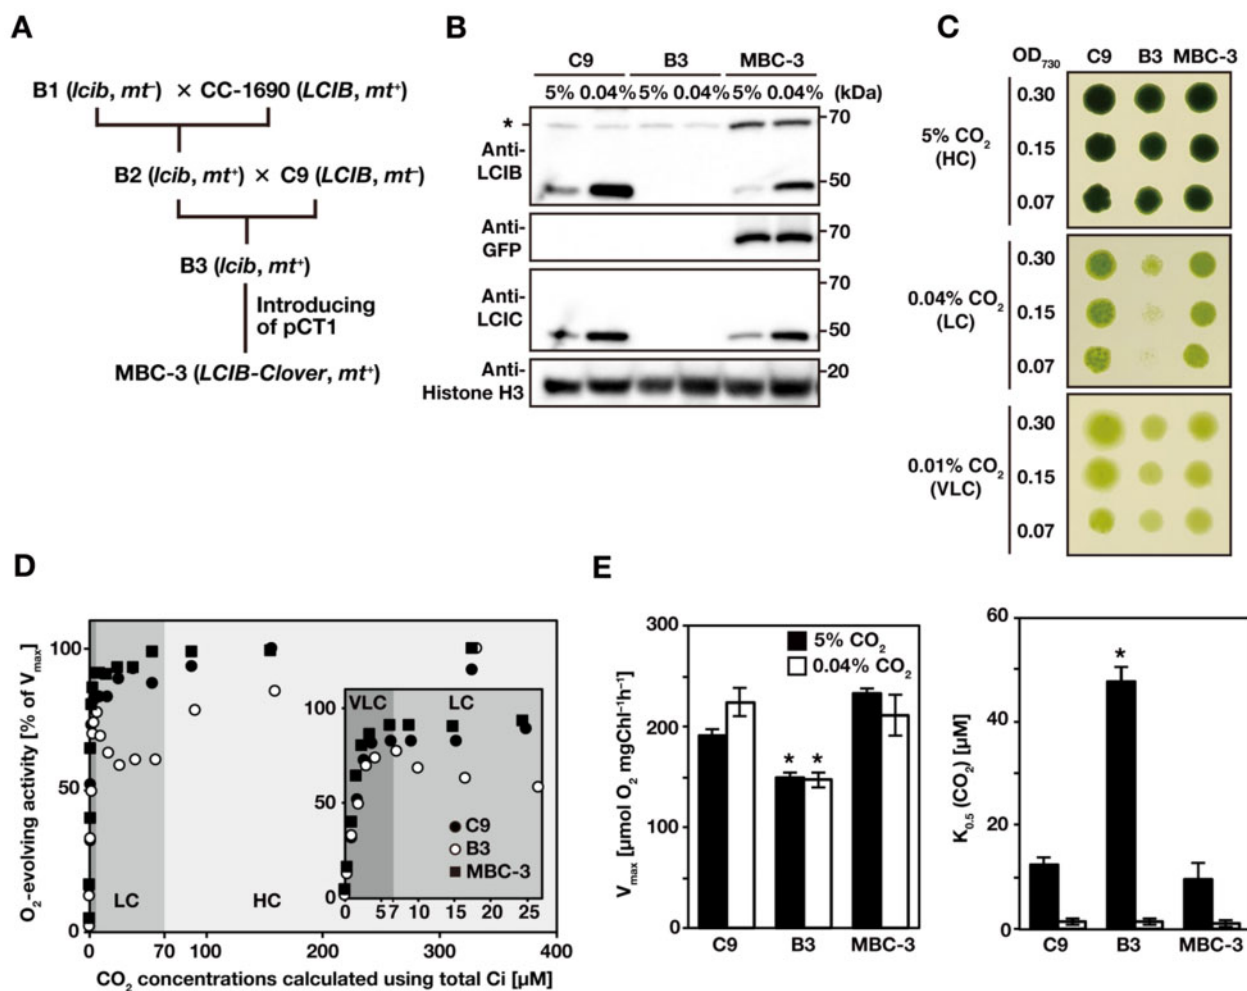 A
B1 (lcib, mt⁻) × CC-1690 (LCIB, mt⁺)
B2 (lcib, mt⁺) × C9 (LCIB, mt⁻)
B3 (lcib, mt⁺)
Introducing
of pCT1
MBC-3 (LCIB-Clover, mt⁺)
B
C9 B3 MBC-3
5% 0.04% 5% 0.04% 5% 0.04% (kDa)
* 70
Anti-
LCIB 50
Anti- 70
GFP
70
Anti-
LCIC 50
Anti- 20
Histone H3
C
OD₇₃₀ C9 B3 MBC-3
0.30
5% CO₂
(HC) 0.15
0.07
0.30
0.04% CO₂
(LC) 0.15
0.07
0.30
0.01% CO₂
(VLC) 0.15
0.07
D
O₂-evolving activity [% of Vmax]
100
50
0
LC HC
0 70 100 200 300 400
CO₂ concentrations calculated using total Ci [μM]
VLC LC
100
50
0
C9
B3
MBC-3
0 5 7 10 15 20 25
E
Vmax [μmol O₂ mgChl⁻¹h⁻¹]
300
200
100
0
5% CO₂
0.04% CO₂
* *
C9 B3 MBC-3
K₀.₅ (CO₂) [μM]
60
40
20
0
*
C9 B3 MBC-3